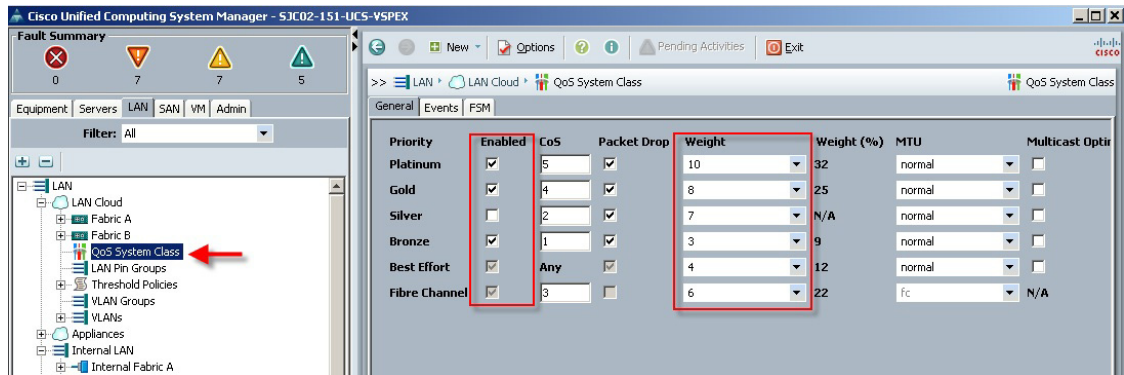 Cisco Unified Computing System Manager - SJC02-151-UCS-VSPEX
Fault Summary
0 7 7 5
New Options Pending Activities Exit
cisco
>> LAN LAN Cloud QoS System Class QoS System Class
Equipment Servers LAN SAN VM Admin
General Events FSM
Filter: All
Priority Enabled CoS Packet Drop Weight Weight (%) MTU Multicast Optir
Platinum 5 10 32 normal
Gold 4 8 25 normal
Silver 2 7 N/A normal
Bronze 1 3 9 normal
Best Effort Any 4 12 normal
Fibre Channel 3 6 22 fc N/A
LAN
LAN Cloud
Fabric A
Fabric B
QoS System Class
LAN Pin Groups
Threshold Policies
VLAN Groups
VLANs
Appliances
Internal LAN
Internal Fabric A